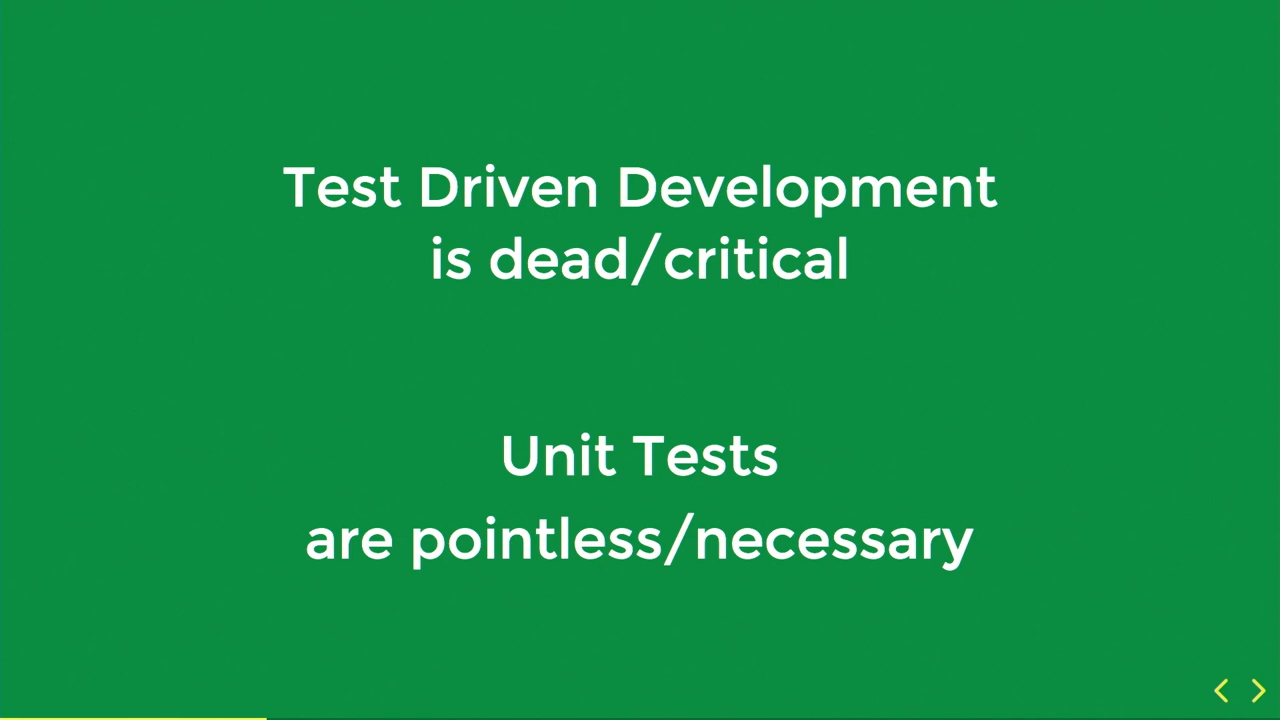 Test Driven Development
is dead/critical
Unit Tests
are pointless/necessary